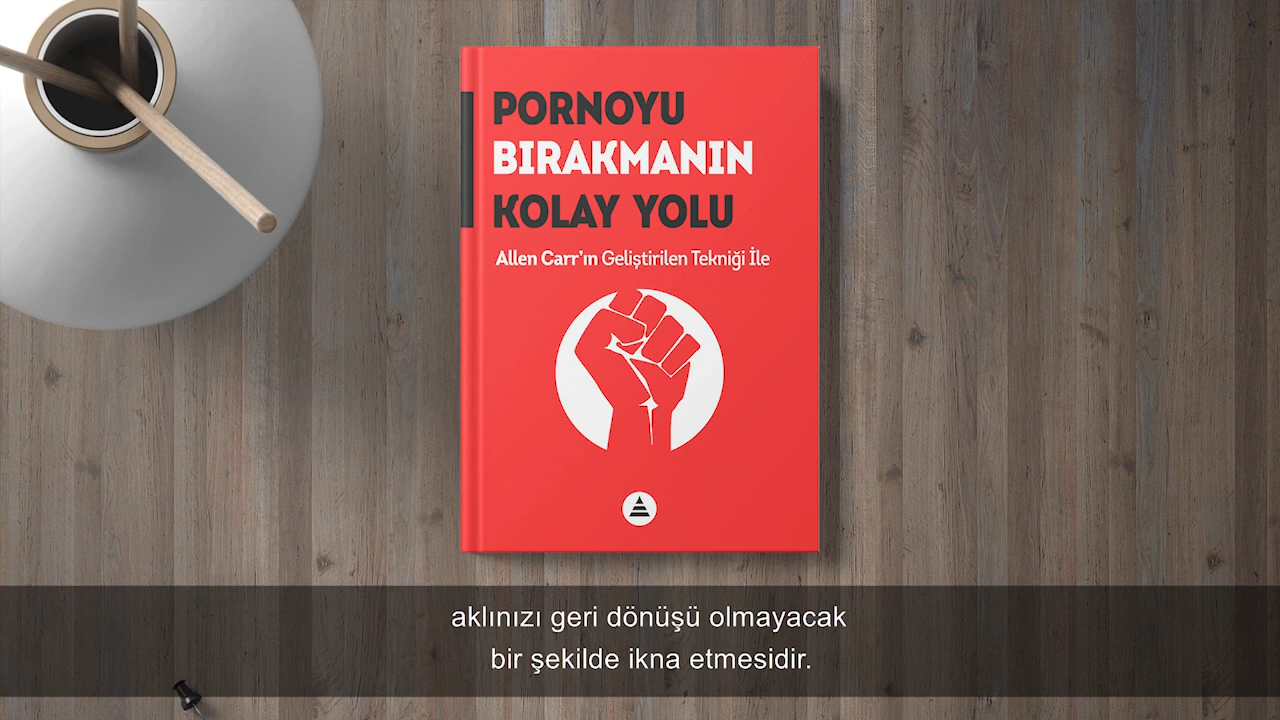 PORNOYU
BIRAKMANIN
KOLAY YOLU
Allen Carr'ın Geliştirilen Tekniği İle
aklınızı geri dönüşü olmayacak
bir şekilde ikna etmesidir.